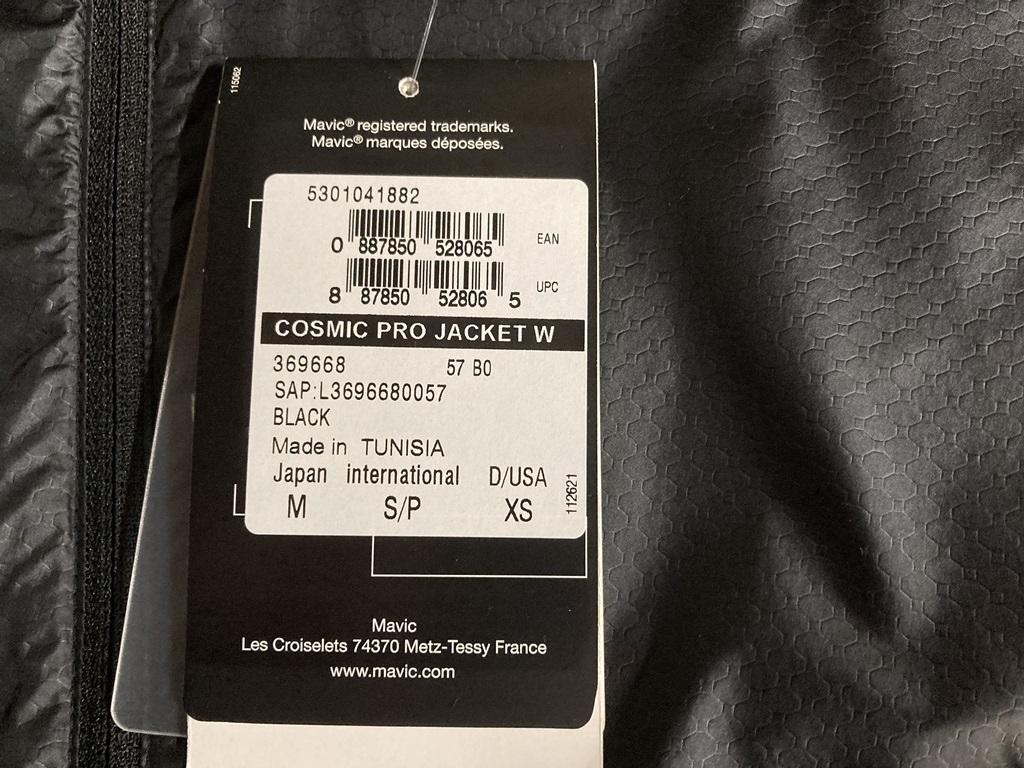 115062
Mavic® registered trademarks.
Mavic® marques déposées.
5301041882
0 887850 528065 EAN
8 87850 52806 5 UPC
COSMIC PRO JACKET W
369668 57 B0
SAP:L3696680057
BLACK
Made in TUNISIA
Japan international D/USA
M S/P XS
112621
Mavic
Les Croiselets 74370 Metz-Tessy France
www.mavic.com